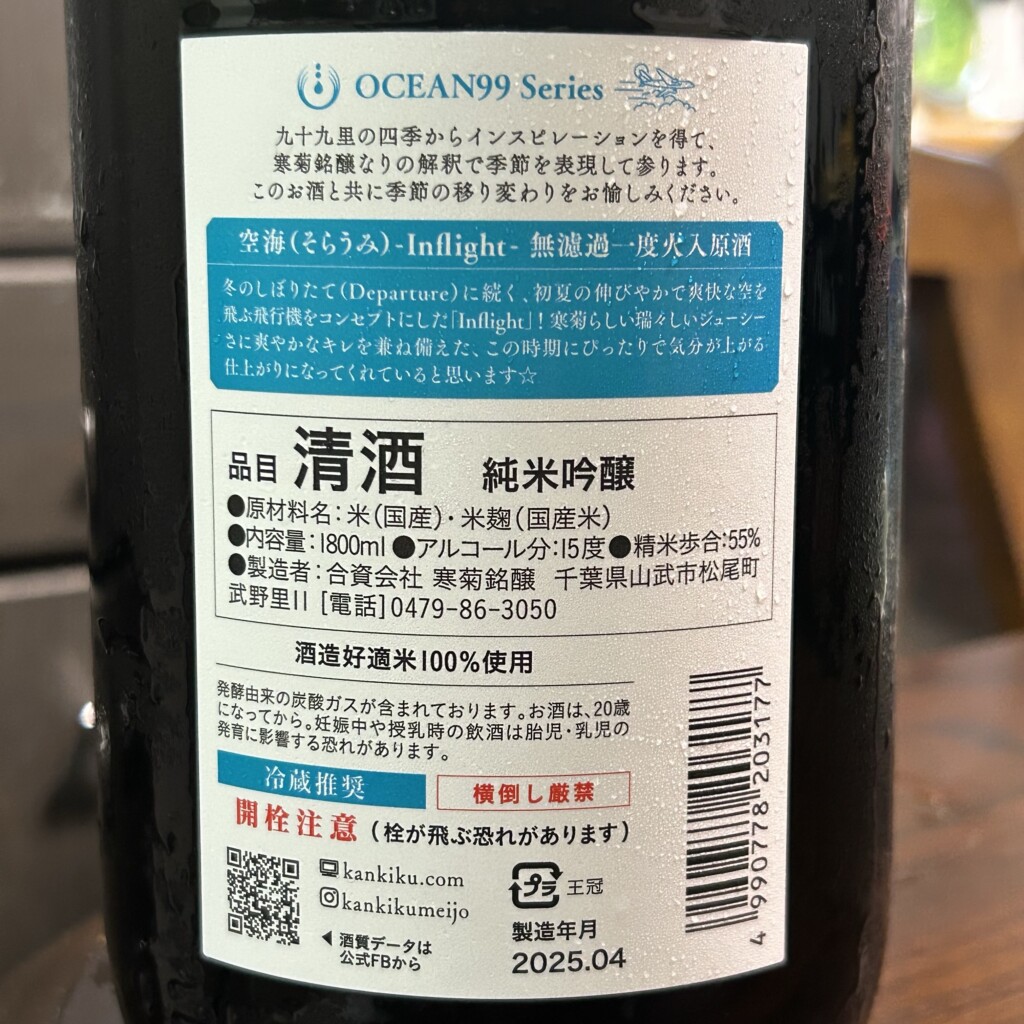 OCEAN99 Series
九十九里の四季からインスピレーションを得て、
寒菊銘醸なりの解釈で季節を表現して参ります。
このお酒と共に季節の移り変わりをお愉しみください。
空海(そらうみ)-Inflight- 無濾過一度火入原酒
冬のしぼりたて(Departure)に続く、初夏の伸びやかで爽快な空を
飛ぶ飛行機をコンセプトにした「Inflight」!寒菊らしい瑞々しいジューシー
さに爽やかなキレを兼ね備えた、この時期にぴったりで気分が上がる
仕上がりになってくれていると思います☆
品目 清酒 純米吟醸
●原材料名:米(国産)・米麹(国産米)
●内容量:1800ml ●アルコール分:15度 ●精米歩合:55%
●製造者:合資会社 寒菊銘醸 千葉県山武市松尾町
武野里11 [電話]0479-86-3050
酒造好適米100%使用
発酵由来の炭酸ガスが含まれております。お酒は、20歳
になってから。妊娠中や授乳時の飲酒は胎児・乳児の
発育に影響する恐れがあります。
冷蔵推奨 横倒し厳禁
開栓注意 (栓が飛ぶ恐れがあります)
kankiku.com
kankikumeijo
◀酒質データは
公式FBから
プラ 王冠
製造年月
2025.04
4 990778 203177